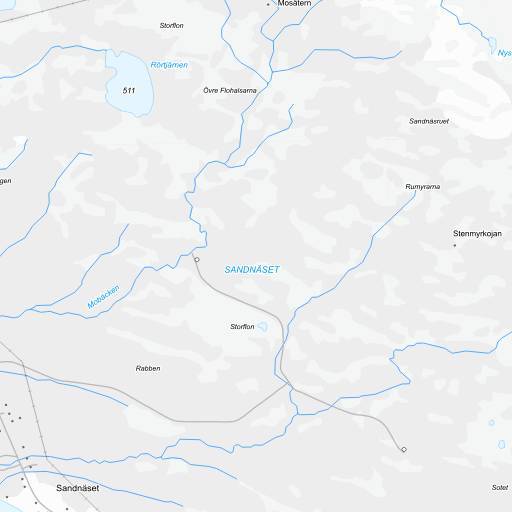 Mosätern
Storflon
Nys
Rörtjärnen
511
Övre Flohalsarna
Sandnäsruet
gen
Rumyrarna
Stenmyrkojan
SANDNÄSET
Mobäcken
Storflon
Rabben
Sandnäset
Sotet